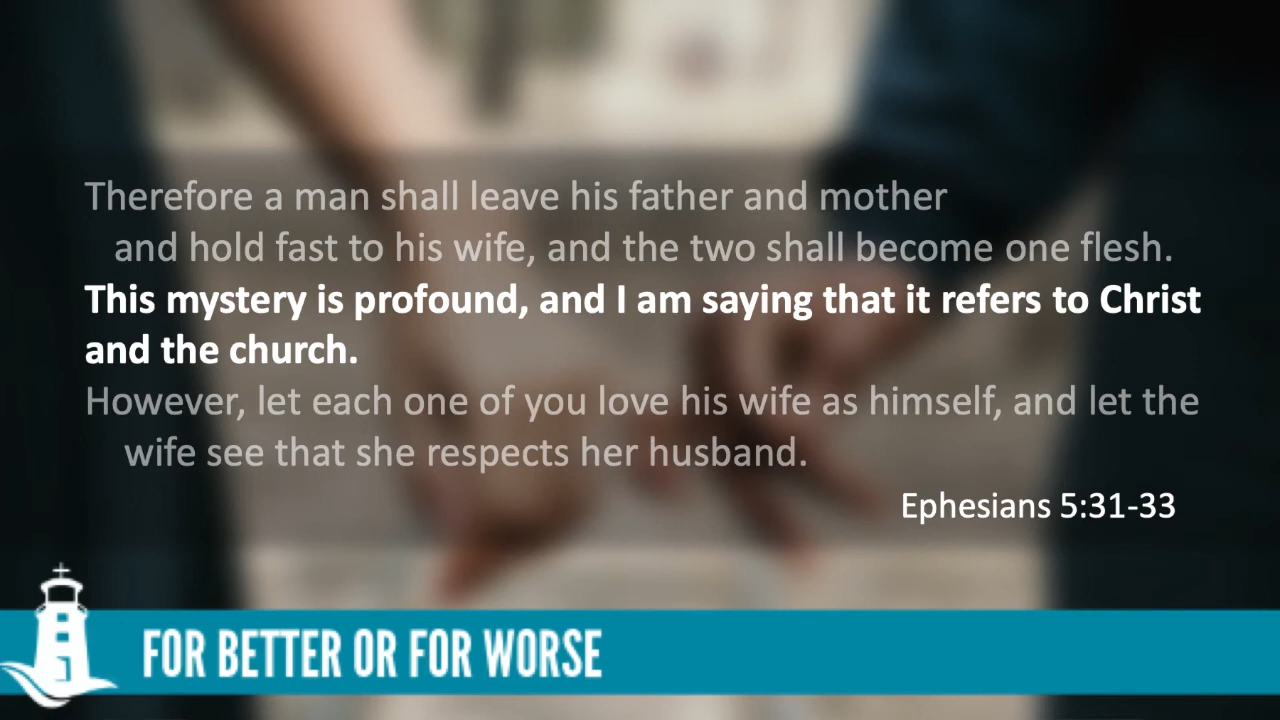 Therefore a man shall leave his father and mother
and hold fast to his wife, and the two shall become one flesh.
This mystery is profound, and I am saying that it refers to Christ
and the church.
However, let each one of you love his wife as himself, and let the
wife see that she respects her husband.
Ephesians 5:31-33
FOR BETTER OR FOR WORSE